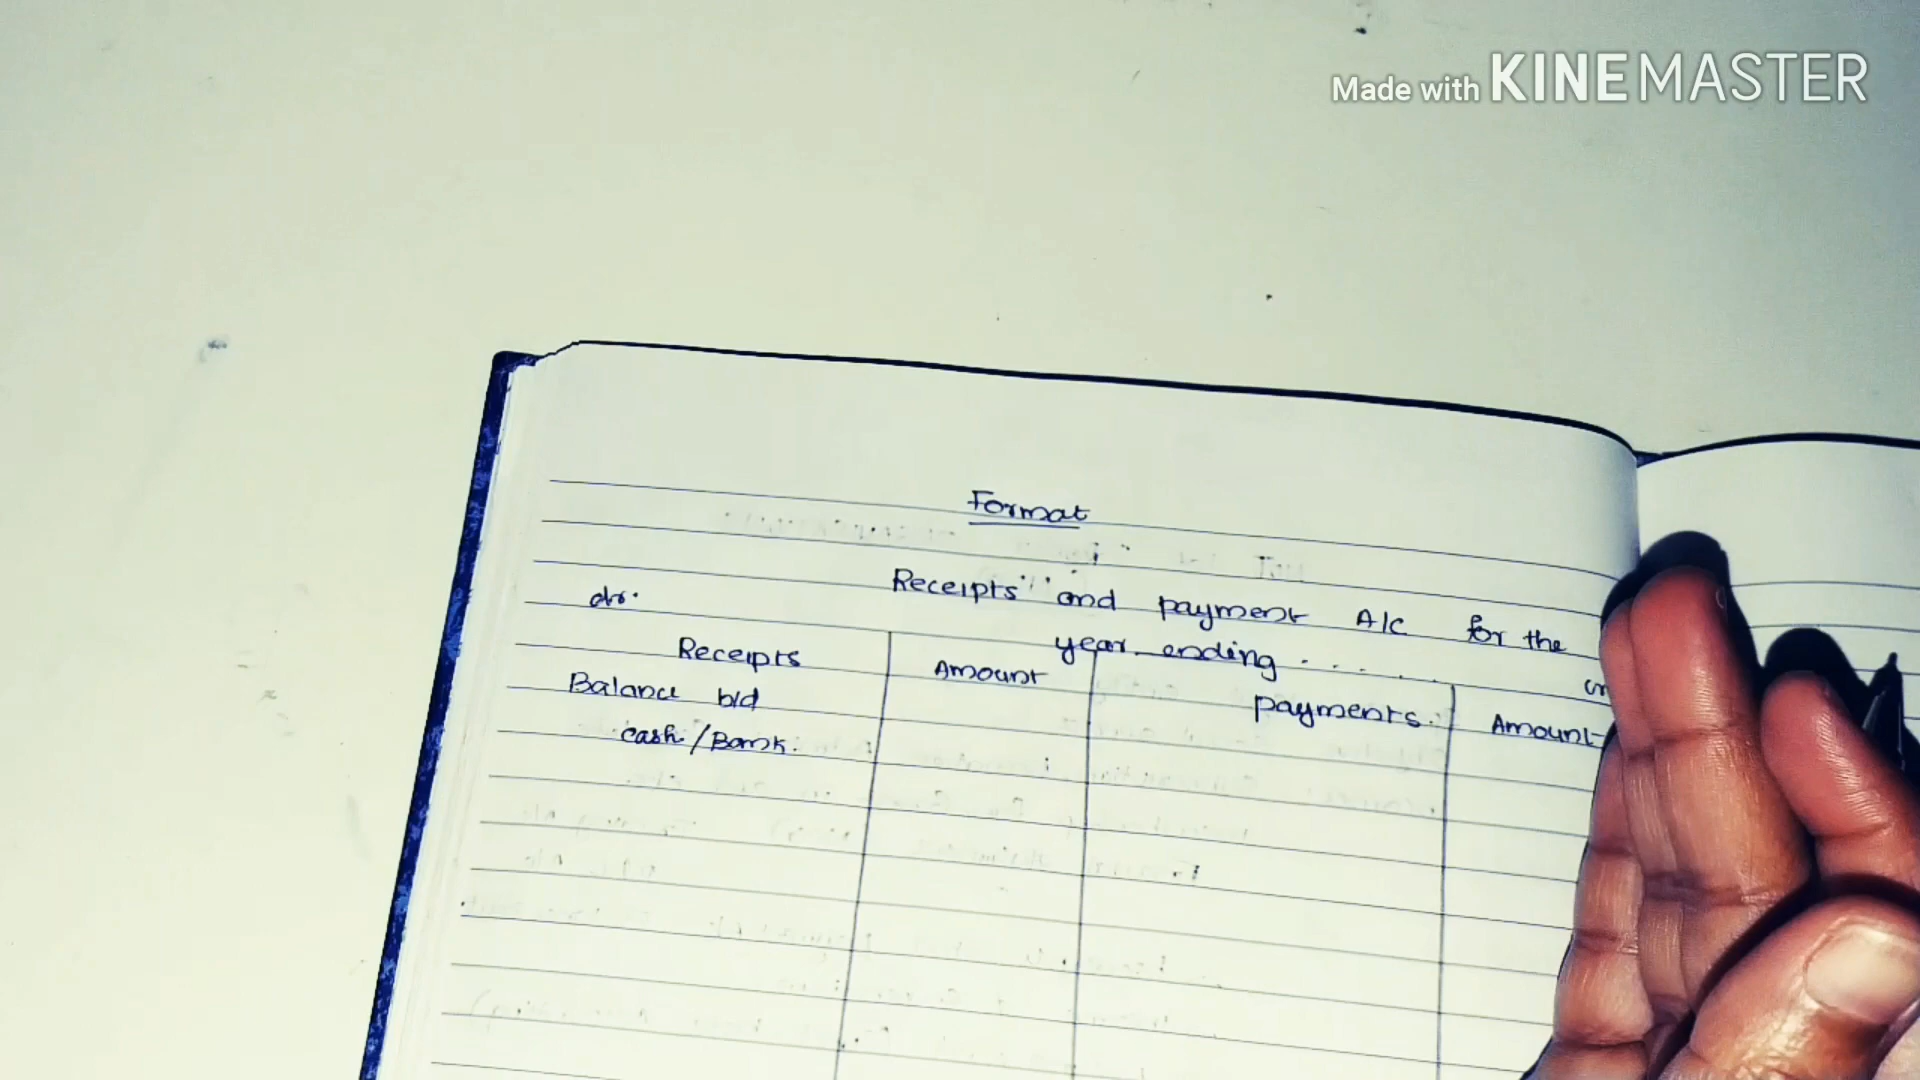 Made with KINEMASTER
Format
Receipts and payment A/c for the
year ending . . . .
dr.
cr
Receipts Amount payments. Amount
Balance b/d
cash/Bank.